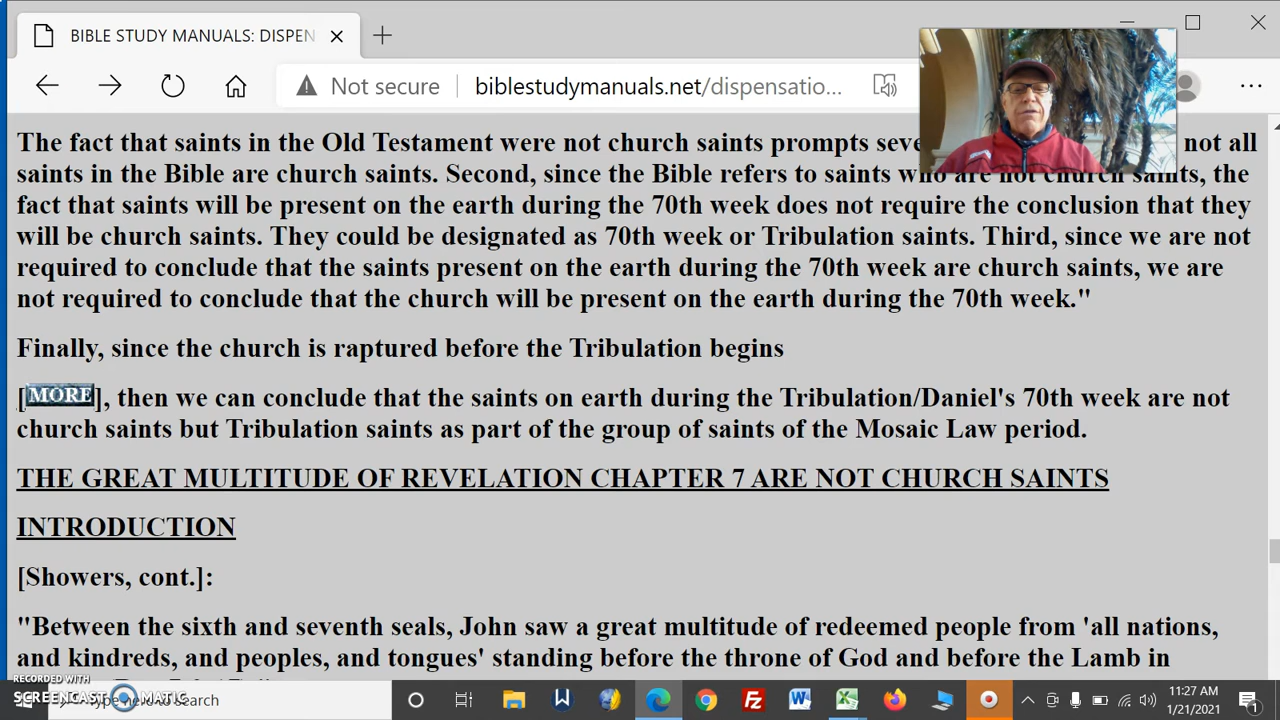 BIBLE STUDY MANUALS: DISPEN
Not secure
biblestudymanuals.net/dispensatio...
The fact that saints in the Old Testament were not church saints prompts seve not all
saints in the Bible are church saints. Second, since the Bible refers to saints who are not church saints, the
fact that saints will be present on the earth during the 70th week does not require the conclusion that they
will be church saints. They could be designated as 70th week or Tribulation saints. Third, since we are not
required to conclude that the saints present on the earth during the 70th week are church saints, we are
not required to conclude that the church will be present on the earth during the 70th week."
Finally, since the church is raptured before the Tribulation begins
[MORE], then we can conclude that the saints on earth during the Tribulation/Daniel's 70th week are not
church saints but Tribulation saints as part of the group of saints of the Mosaic Law period.
THE GREAT MULTITUDE OF REVELATION CHAPTER 7 ARE NOT CHURCH SAINTS
INTRODUCTION
[Showers, cont.]:
"Between the sixth and seventh seals, John saw a great multitude of redeemed people from 'all nations,
and kindreds, and peoples, and tongues' standing before the throne of God and before the Lamb in
RECORDED WITH
SCREENCAST MATIC
Type here to search
11:27 AM
1/21/2021
1